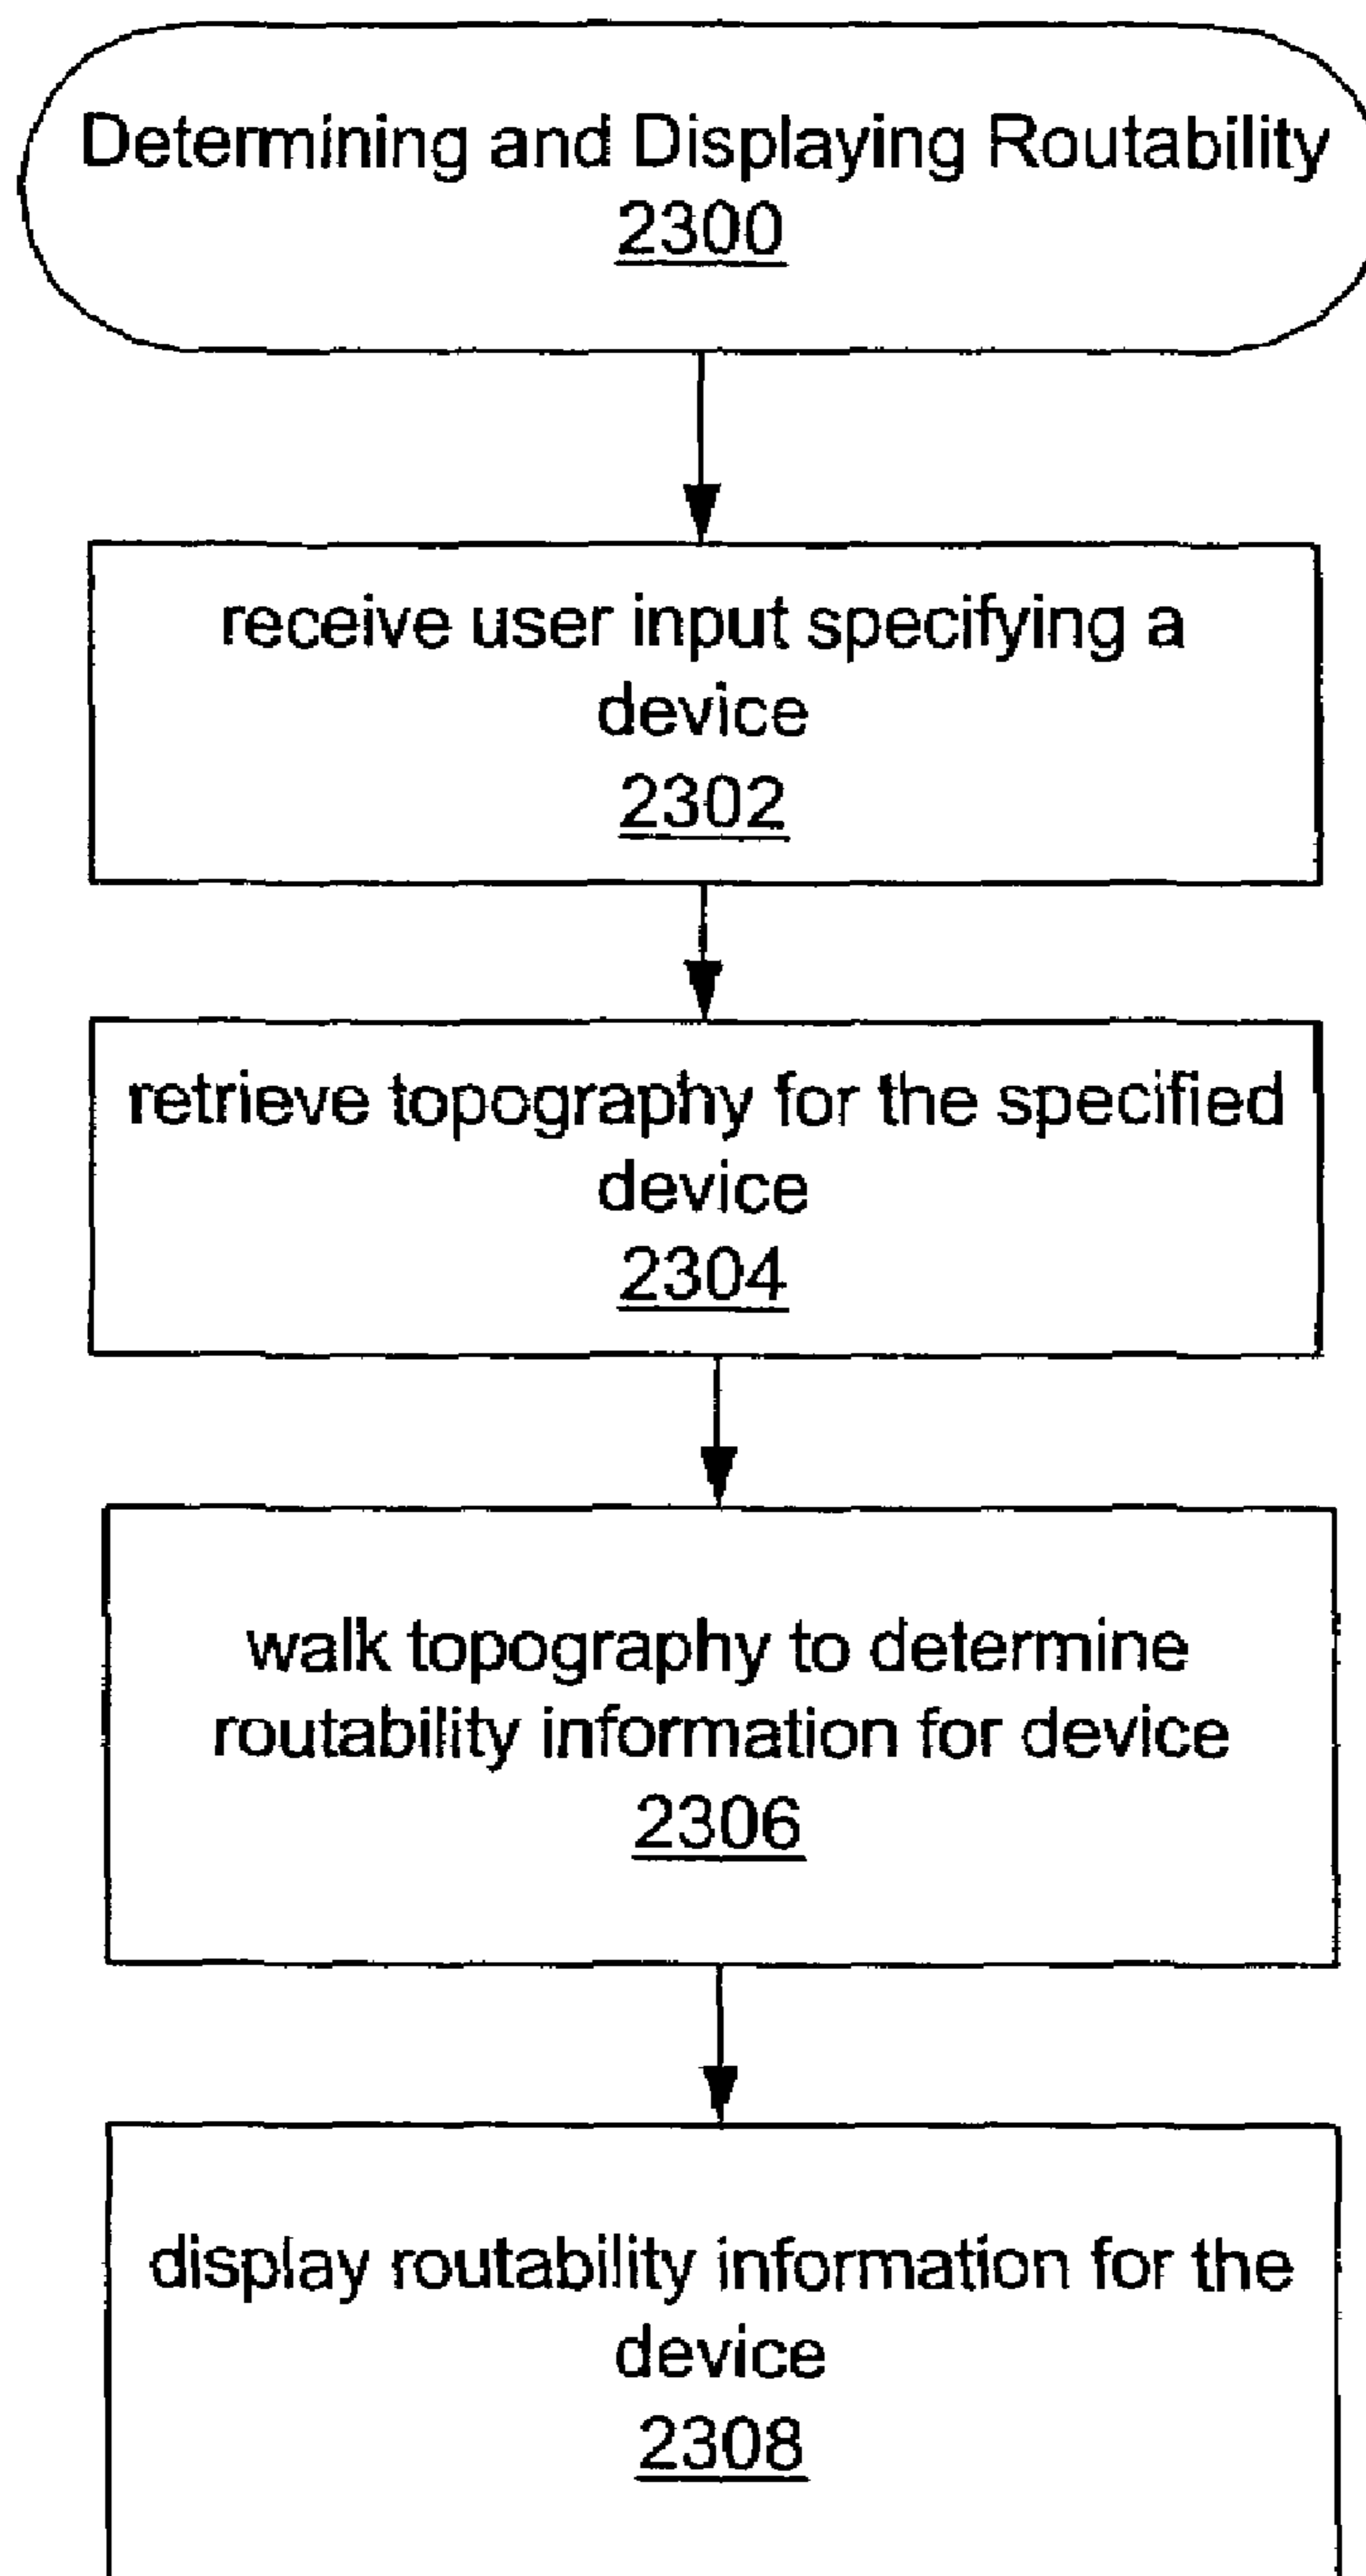 Determining and Displaying Routability
2300
receive user input specifying a
device
2302
retrieve topography for the specified
device
2304
walk topography to determine
routability information for device
2306
display routability information for the
device
2308